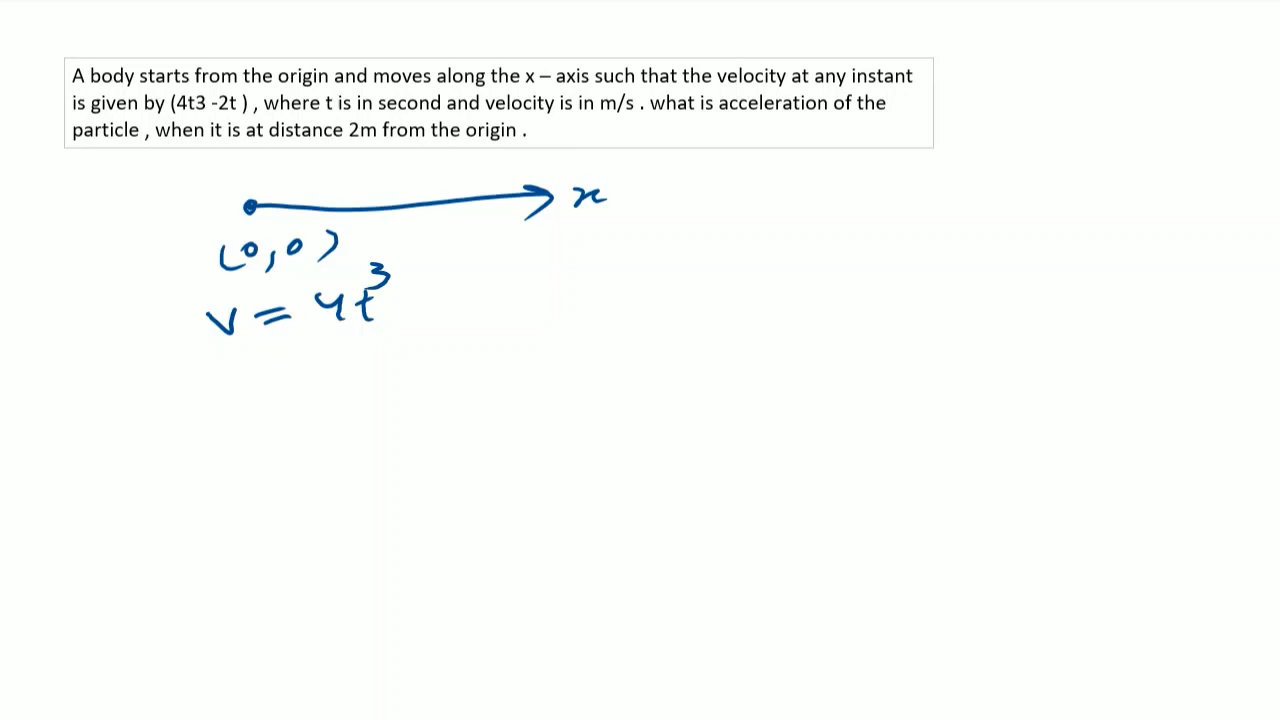 A body starts from the origin and moves along the x – axis such that the velocity at any instant
is given by (4t3 -2t ) , where t is in second and velocity is in m/s . what is acceleration of the
particle , when it is at distance 2m from the origin .
x
(0,0)
v = 4t³